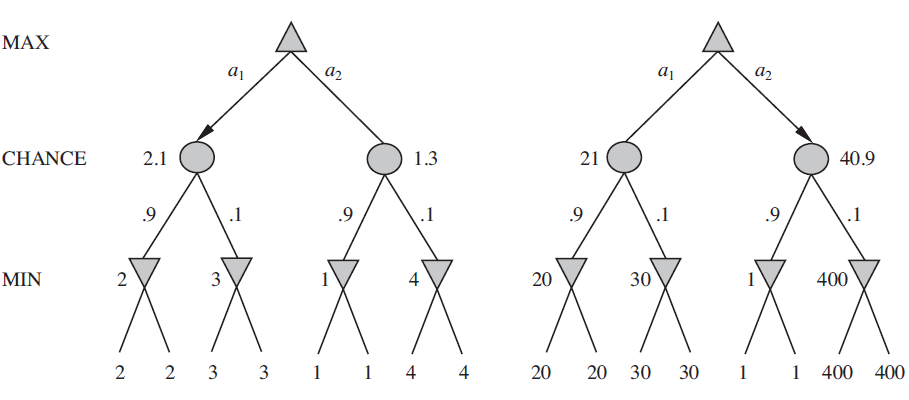 MAX
a1 a2 a1 a2
CHANCE 2.1 1.3 21 40.9
.9 .1 .9 .1 .9 .1 .9 .1
MIN 2 3 1 4 20 30 1 400
2 2 3 3 1 1 4 4 20 20 30 30 1 1 400 400